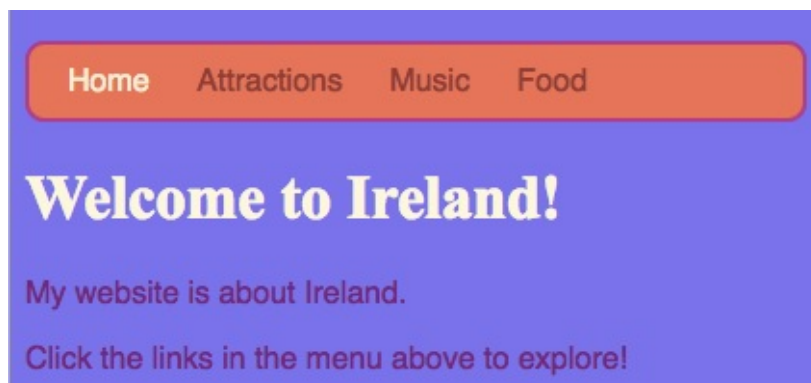 Home Attractions Music Food
Welcome to Ireland!
My website is about Ireland.
Click the links in the menu above to explore!